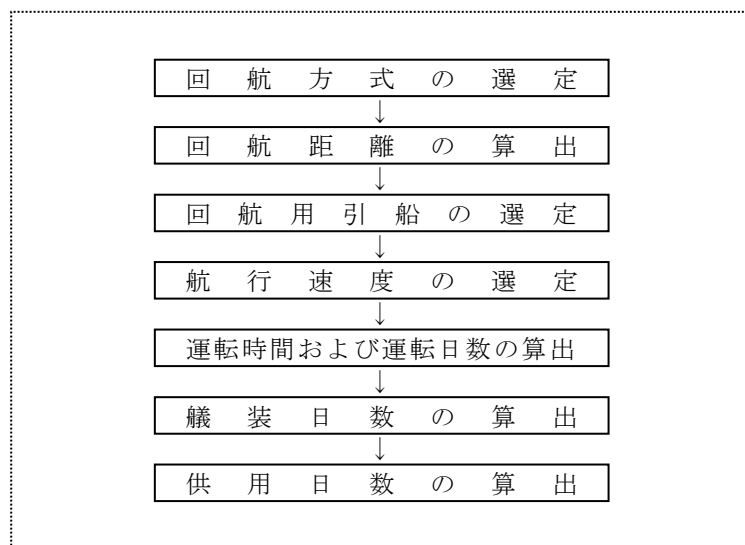 回航方式の選定
↓
回航距離の算出
↓
回航用引船の選定
↓
航行速度の選定
↓
運転時間および運転日数の算出
↓
艤装日数の算出
↓
供用日数の算出